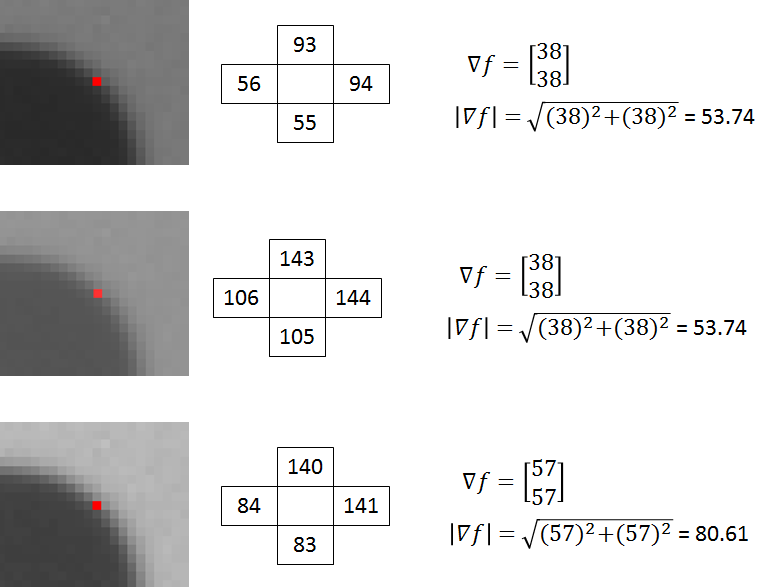 93
56 94
55
∇f = [38 38]
|∇f| = √(38)²+(38)² = 53.74
143
106 144
105
∇f = [38 38]
|∇f| = √(38)²+(38)² = 53.74
140
84 141
83
∇f = [57 57]
|∇f| = √(57)²+(57)² = 80.61